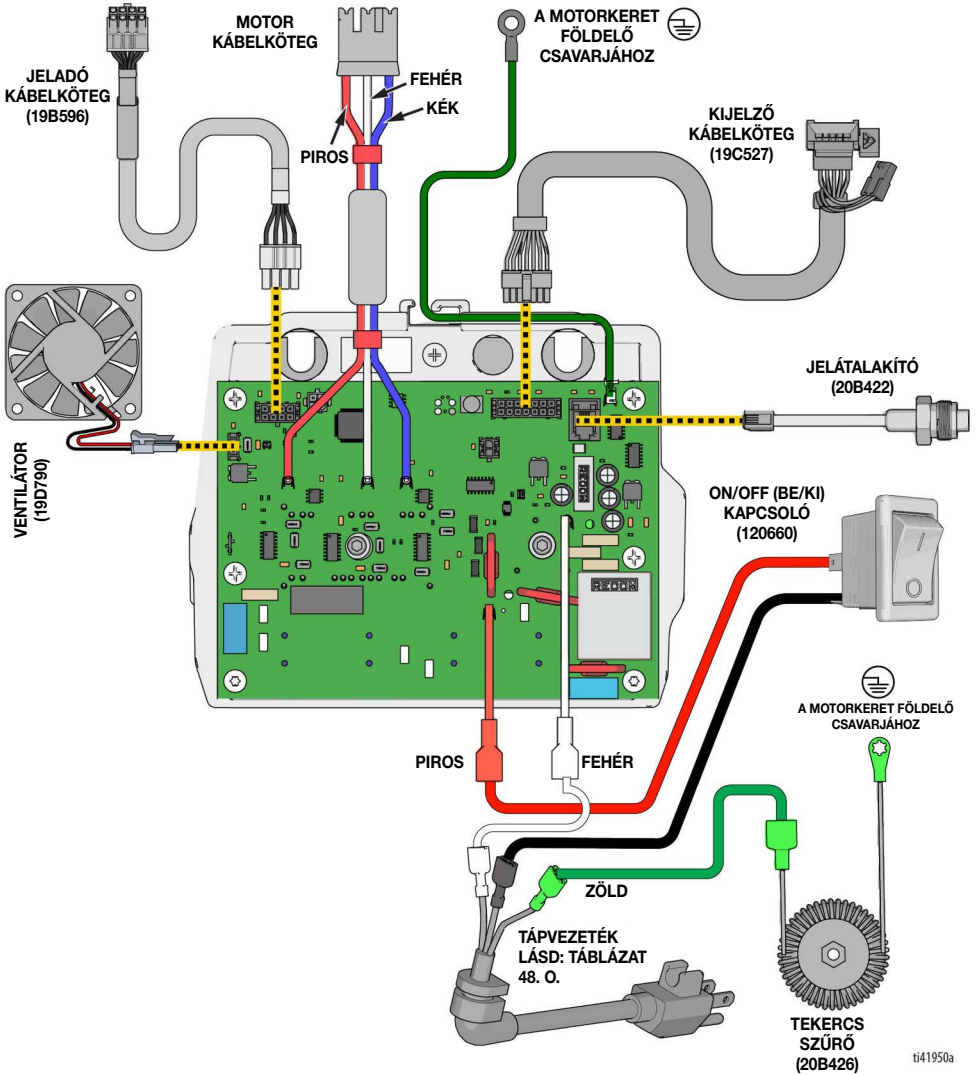 JELADÓ
KÁBELKÖTEG
(19B596)
MOTOR
KÁBELKÖTEG
FEHÉR
KÉK
PIROS
A MOTORKERET
FÖLDELŐ
CSAVARJÁHOZ
KIJELZŐ
KÁBELKÖTEG
(19C527)
VENTILÁTOR
(19D790)
JELÁTALAKÍTÓ
(20B422)
ON/OFF (BE/KI)
KAPCSOLÓ
(120660)
A MOTORKERET FÖLDELŐ
CSAVARJÁHOZ
PIROS
FEHÉR
ZÖLD
TÁPVEZETÉK
LÁSD: TÁBLÁZAT
48. O.
TEKERCS
SZŰRŐ
(20B426)
ti41950a